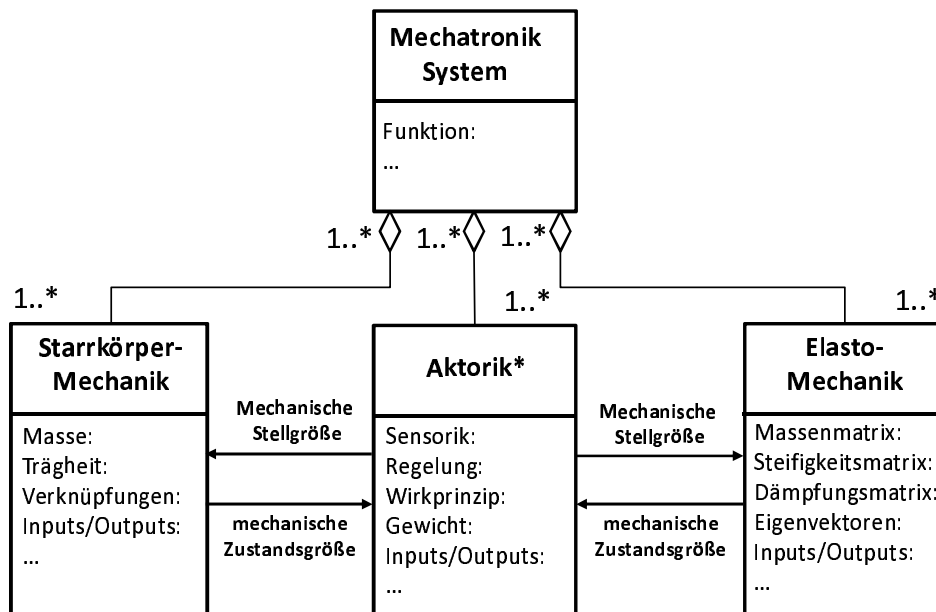 Mechatronik
System
Funktion:
...
1..*
1..*
1..*
1..*
1..*
1..*
Starrkörper-
Mechanik
Masse:
Trägheit:
Verknüpfungen:
Inputs/Outputs:
...
Mechanische
Stellgröße
mechanische
Zustandsgröße
Aktorik*
Sensorik:
Regelung:
Wirkprinzip:
Gewicht:
Inputs/Outputs:
...
Mechanische
Stellgröße
mechanische
Zustandsgröße
Elasto-
Mechanik
Massenmatrix:
Steifigkeitsmatrix:
Dämpfungsmatrix:
Eigenvektoren:
Inputs/Outputs:
...